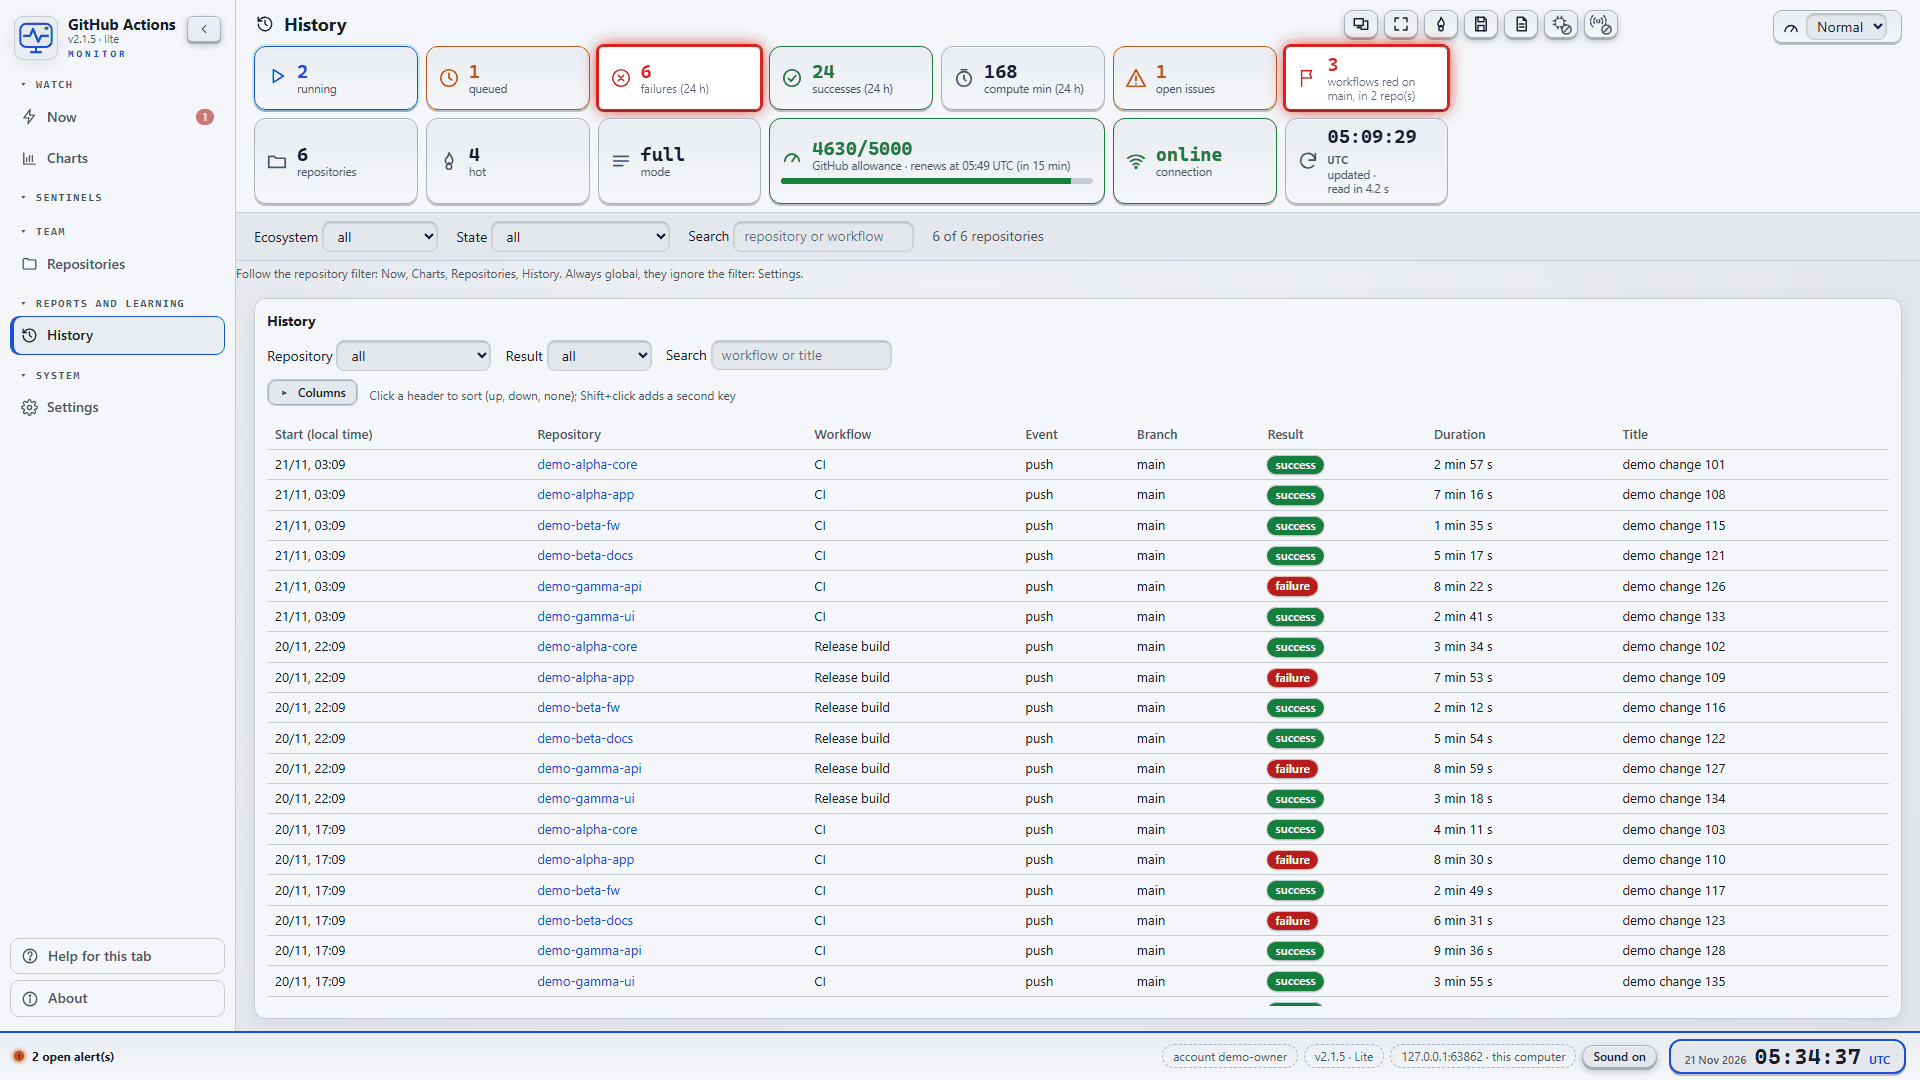 GitHub Actions
v2.1.5 · lite
MONITOR
WATCH
Now
1
Charts
SENTINELS
TEAM
Repositories
REPORTS AND LEARNING
History
SYSTEM
Settings
Help for this tab
About
History
Normal
2
running
1
queued
6
failures (24 h)
24
successes (24 h)
168
compute min (24 h)
1
open issues
3
workflows red on
main, in 2 repo(s)
6
repositories
4
hot
full
mode
4630/5000
GitHub allowance · renews at 05:49 UTC (in 15 min)
online
connection
05:09:29
UTC
updated ·
read in 4.2 s
Ecosystem all State all Search repository or workflow 6 of 6 repositories
Follow the repository filter: Now, Charts, Repositories, History. Always global, they ignore the filter: Settings.
History
Repository all Result all Search workflow or title
Columns Click a header to sort (up, down, none); Shift+click adds a second key
Start (local time) Repository Workflow Event Branch Result Duration Title
21/11, 03:09 demo-alpha-core CI push main success 2 min 57 s demo change 101
21/11, 03:09 demo-alpha-app CI push main success 7 min 16 s demo change 108
21/11, 03:09 demo-beta-fw CI push main success 1 min 35 s demo change 115
21/11, 03:09 demo-beta-docs CI push main success 5 min 17 s demo change 121
21/11, 03:09 demo-gamma-api CI push main failure 8 min 22 s demo change 126
21/11, 03:09 demo-gamma-ui CI push main success 2 min 41 s demo change 133
20/11, 22:09 demo-alpha-core Release build push main success 3 min 34 s demo change 102
20/11, 22:09 demo-alpha-app Release build push main failure 7 min 53 s demo change 109
20/11, 22:09 demo-beta-fw Release build push main success 2 min 12 s demo change 116
20/11, 22:09 demo-beta-docs Release build push main success 5 min 54 s demo change 122
20/11, 22:09 demo-gamma-api Release build push main failure 8 min 59 s demo change 127
20/11, 22:09 demo-gamma-ui Release build push main success 3 min 18 s demo change 134
20/11, 17:09 demo-alpha-core CI push main success 4 min 11 s demo change 103
20/11, 17:09 demo-alpha-app CI push main failure 8 min 30 s demo change 110
20/11, 17:09 demo-beta-fw CI push main success 2 min 49 s demo change 117
20/11, 17:09 demo-beta-docs CI push main failure 6 min 31 s demo change 123
20/11, 17:09 demo-gamma-api CI push main success 9 min 36 s demo change 128
20/11, 17:09 demo-gamma-ui CI push main success 3 min 55 s demo change 135
2 open alert(s)
account demo-owner
v2.1.5 · Lite
127.0.0.1:63862 · this computer
Sound on
21 Nov 2026 05:34:37 UTC